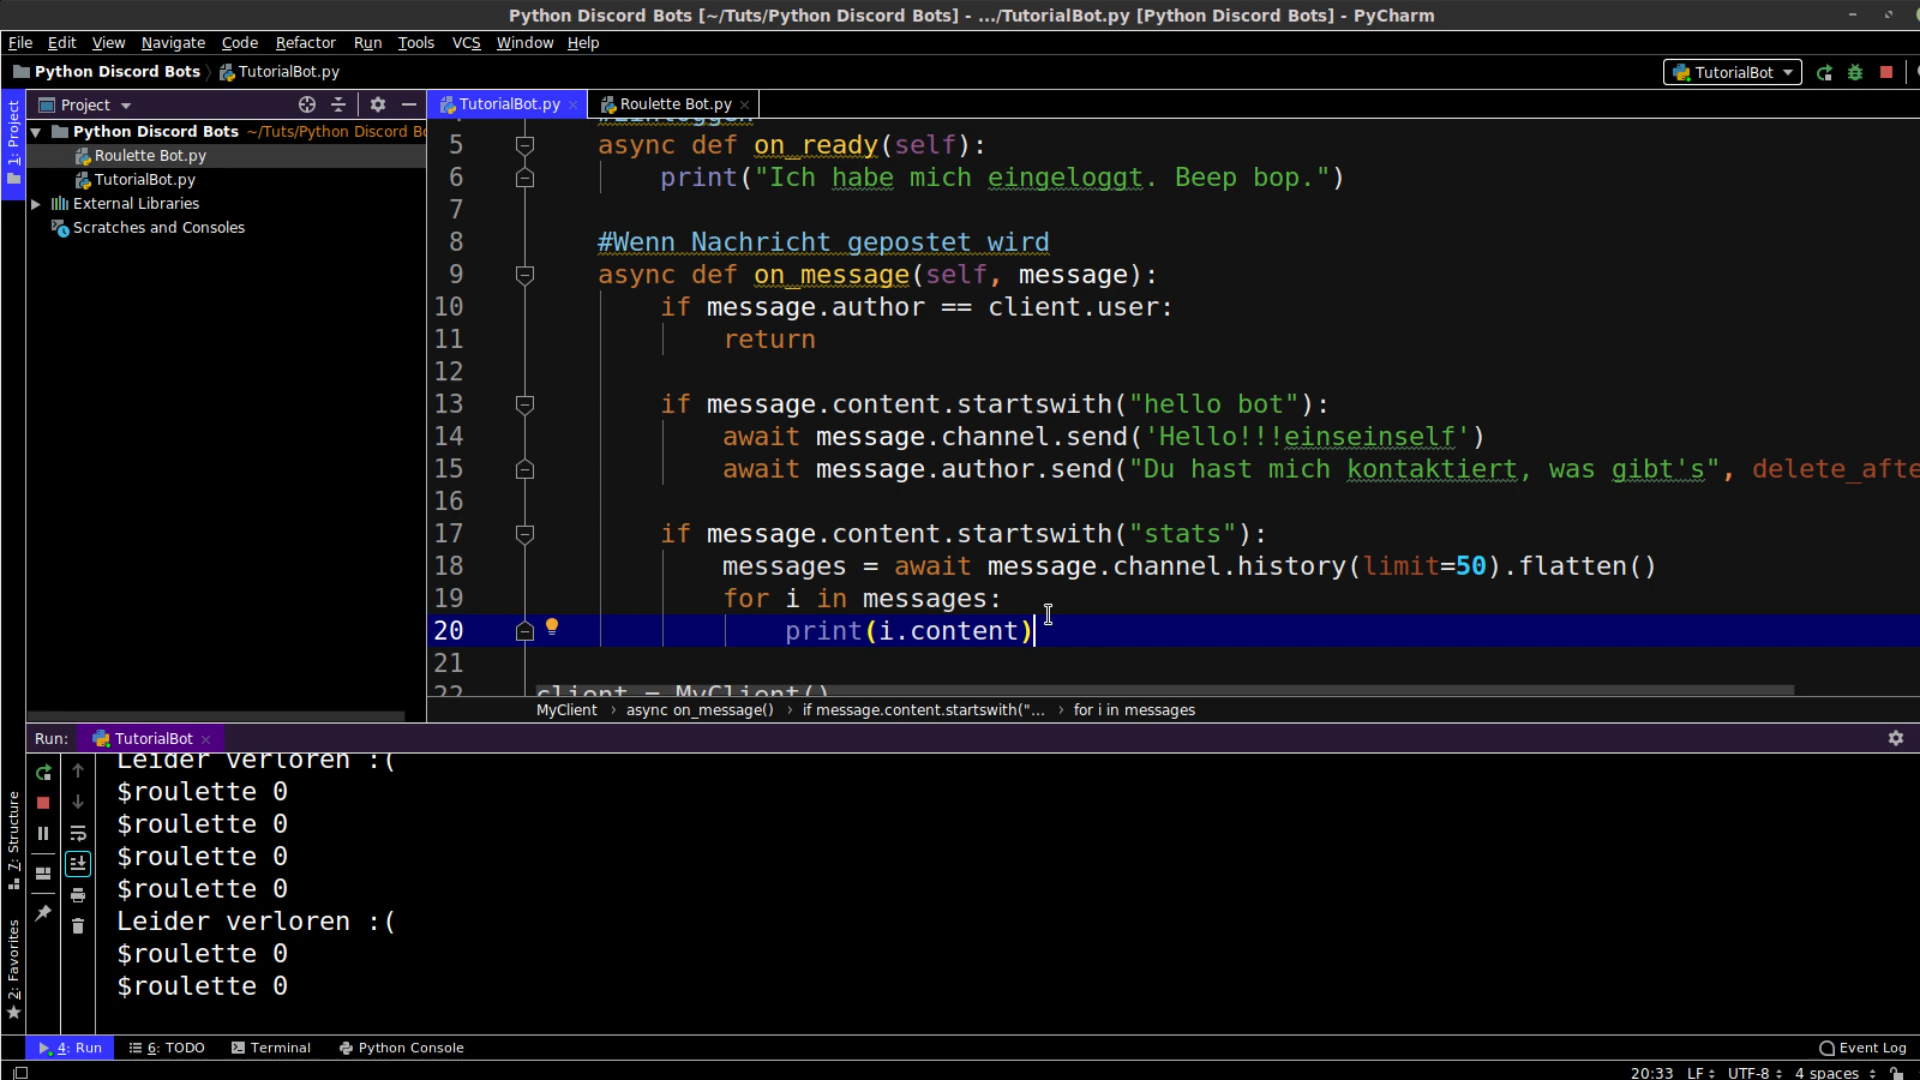 Python Discord Bots [~/Tuts/Python Discord Bots] - .../TutorialBot.py [Python Discord Bots] - PyCharm
File Edit View Navigate Code Refactor Run Tools VCS Window Help
Python Discord Bots TutorialBot.py
TutorialBot
1: Project
Project
TutorialBot.py
Roulette Bot.py
Python Discord Bots ~/Tuts/Python Discord Bo
Roulette Bot.py
TutorialBot.py
External Libraries
Scratches and Consoles
#Einloggen
5 async def on_ready(self):
6 print("Ich habe mich eingeloggt. Beep bop.")
7
8 #Wenn Nachricht gepostet wird
9 async def on_message(self, message):
10 if message.author == client.user:
11 return
12
13 if message.content.startswith("hello bot"):
14 await message.channel.send('Hello!!!einseinself')
15 await message.author.send("Du hast mich kontaktiert, was gibt's", delete_afte
16
17 if message.content.startswith("stats"):
18 messages = await message.channel.history(limit=50).flatten()
19 for i in messages:
20 print(i.content)
21
22 client = MyClient()
MyClient › async on_message() › if message.content.startswith("... › for i in messages
Run: TutorialBot
Leider verloren :(
$roulette 0
$roulette 0
$roulette 0
$roulette 0
Leider verloren :(
$roulette 0
$roulette 0
7: Structure
2: Favorites
4: Run 6: TODO Terminal Python Console Event Log
20:33 LF UTF-8 4 spaces